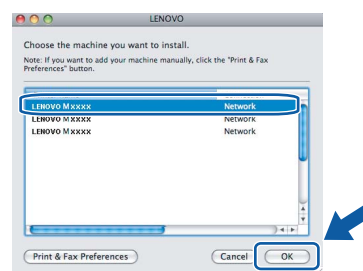 LENOVO
Choose the machine you want to install.
Note: If you want to add your machine manually, click the "Print & Fax
Preferences" button.
LENOVO Mxxxx Network
LENOVO Mxxxx Network
LENOVO Mxxxx Network
Print & Fax Preferences Cancel OK